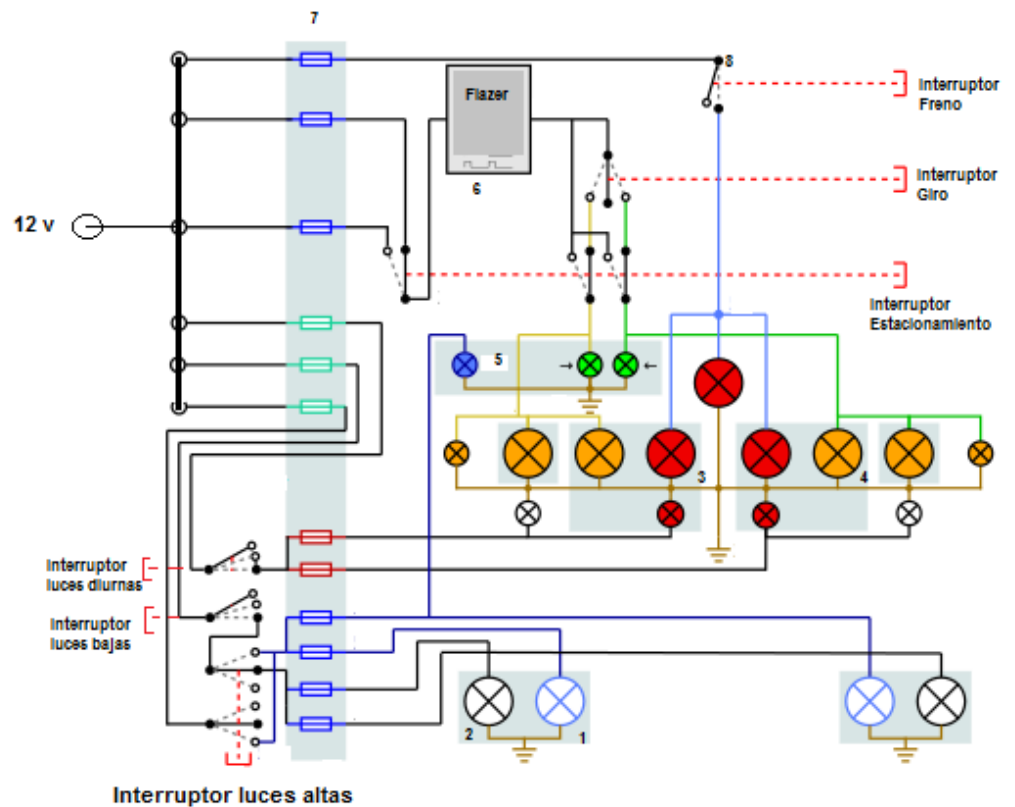 7
8
Interruptor
Freno
Flazer
6
Interruptor
Giro
12 v
Interruptor
Estacionamiento
5
→
←
3
4
Interruptor
luces diurnas
Interruptor
luces bajas
2
1
Interruptor luces altas